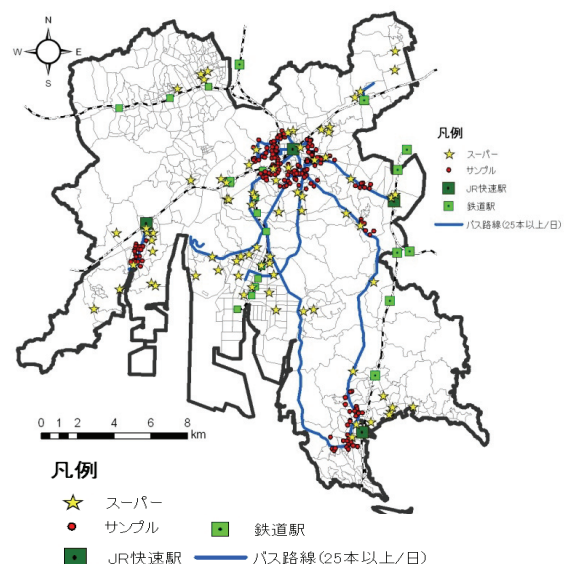 N
W E
S
凡例
スーパー
サンプル
JR快速駅
鉄道駅
バス路線(25本以上/日)
0 1 2 4 6 8
km
凡例
スーパー
サンプル 鉄道駅
JR快速駅 バス路線(25本以上/日)